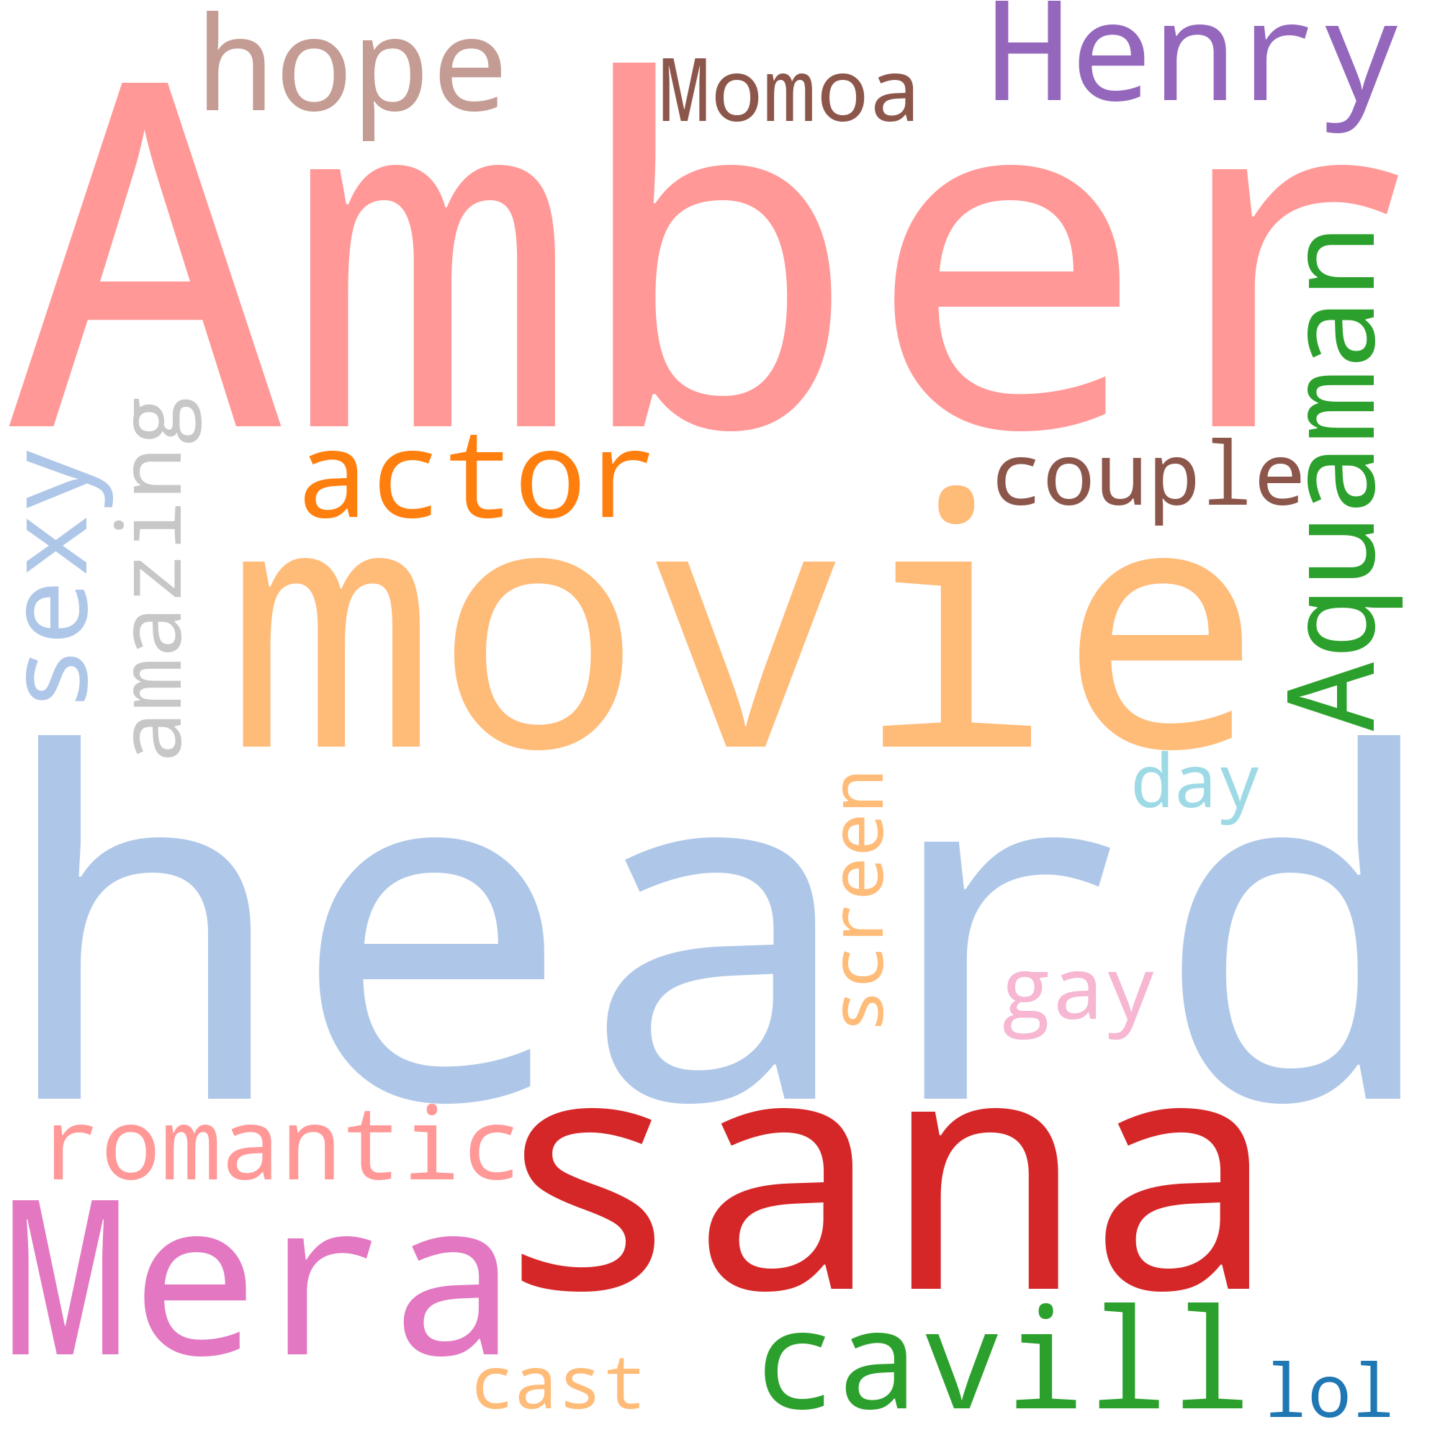 hope
Momoa
Henry
Amber
Aquaman
amazing
sexy
actor
couple
movie
day
heard
screen
gay
romantic
sana
Mera
cavill
cast
lol